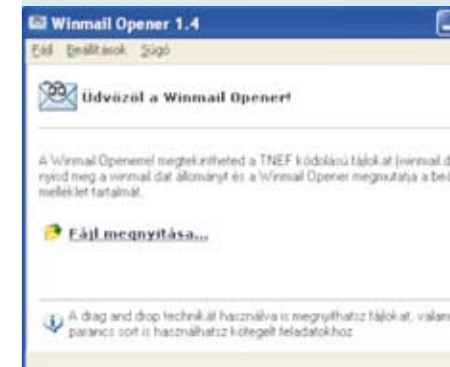 Winmail Opener 1.4
Fájl Beállítások Súgó
Üdvözöl a Winmail Opener!
A Winmail Openerrel megtekintheted a TNEF kódolású fájlokat (winmail.d
nyisd meg a winmail.dat állományt és a Winmail Opener megmutatja a
melléklet tartalmát.
Fájl megnyitása...
A drag and drop technikát használva is megnyithatsz fájlokat, valam
parancs sort is használhatsz kötegelt feladatokhoz.